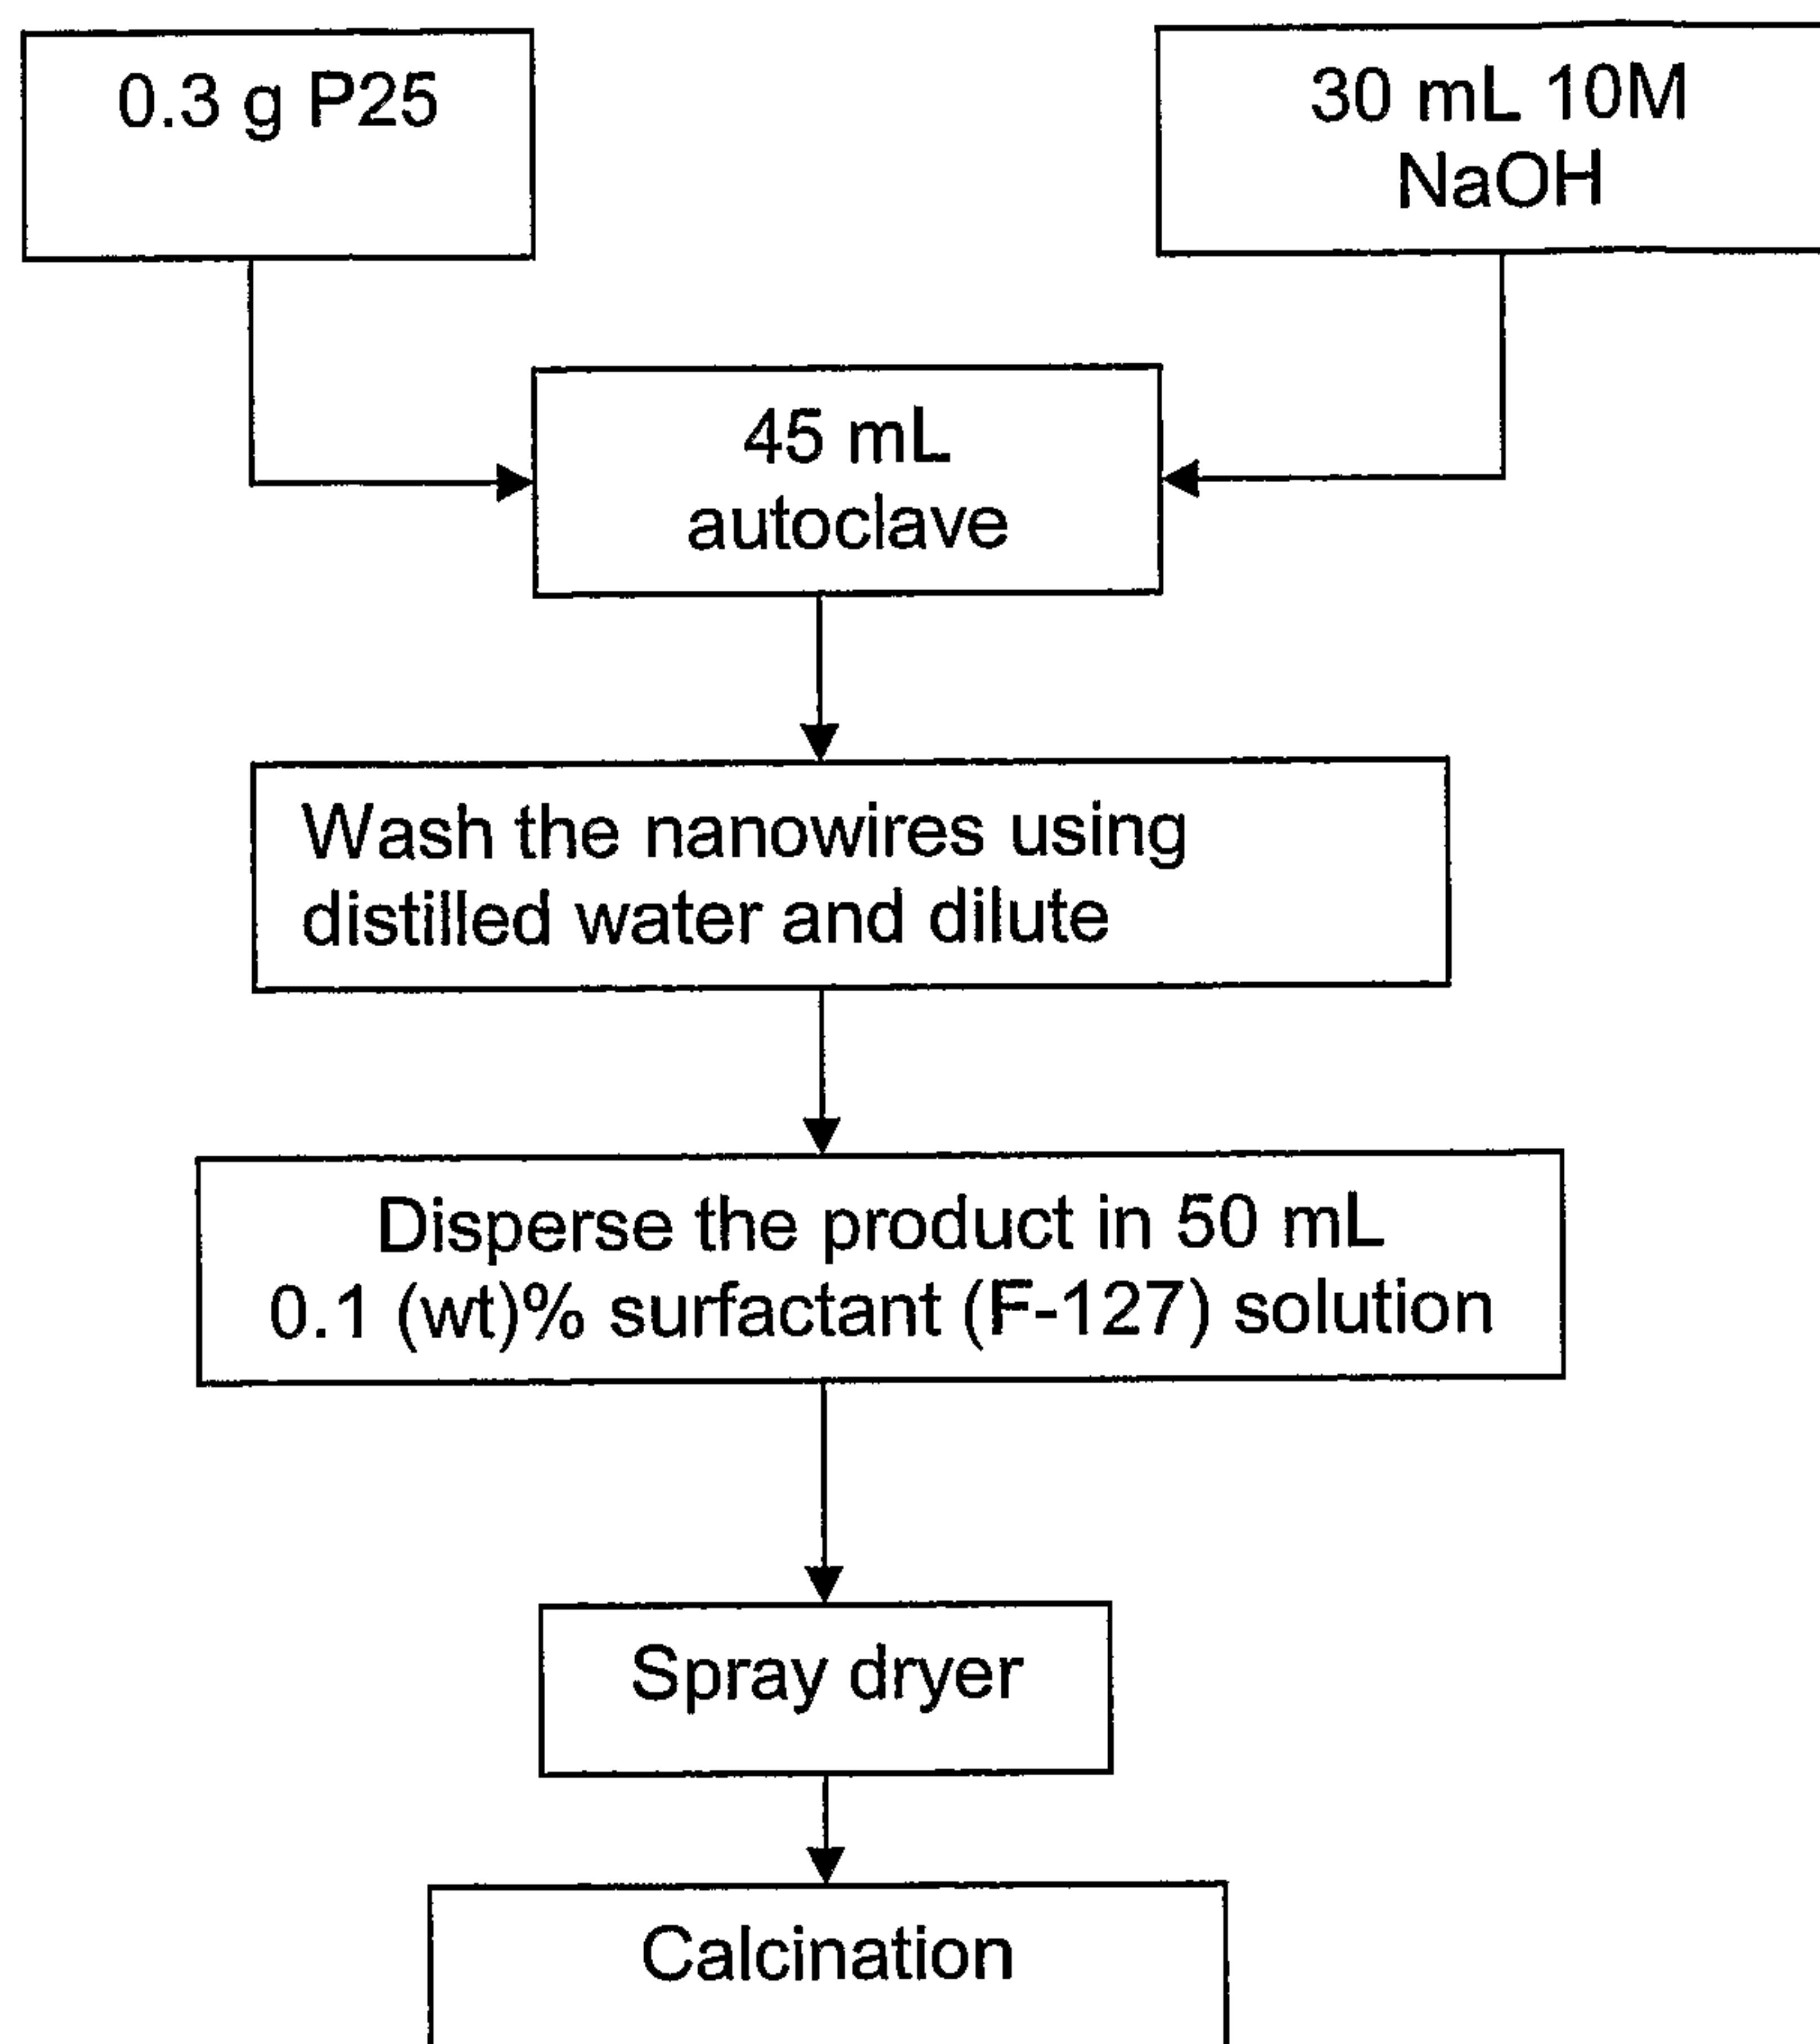 0.3 g P25
30 mL 10M
NaOH
45 mL
autoclave
Wash the nanowires using
distilled water and dilute
Disperse the product in 50 mL
0.1 (wt)% surfactant (F-127) solution
Spray dryer
Calcination